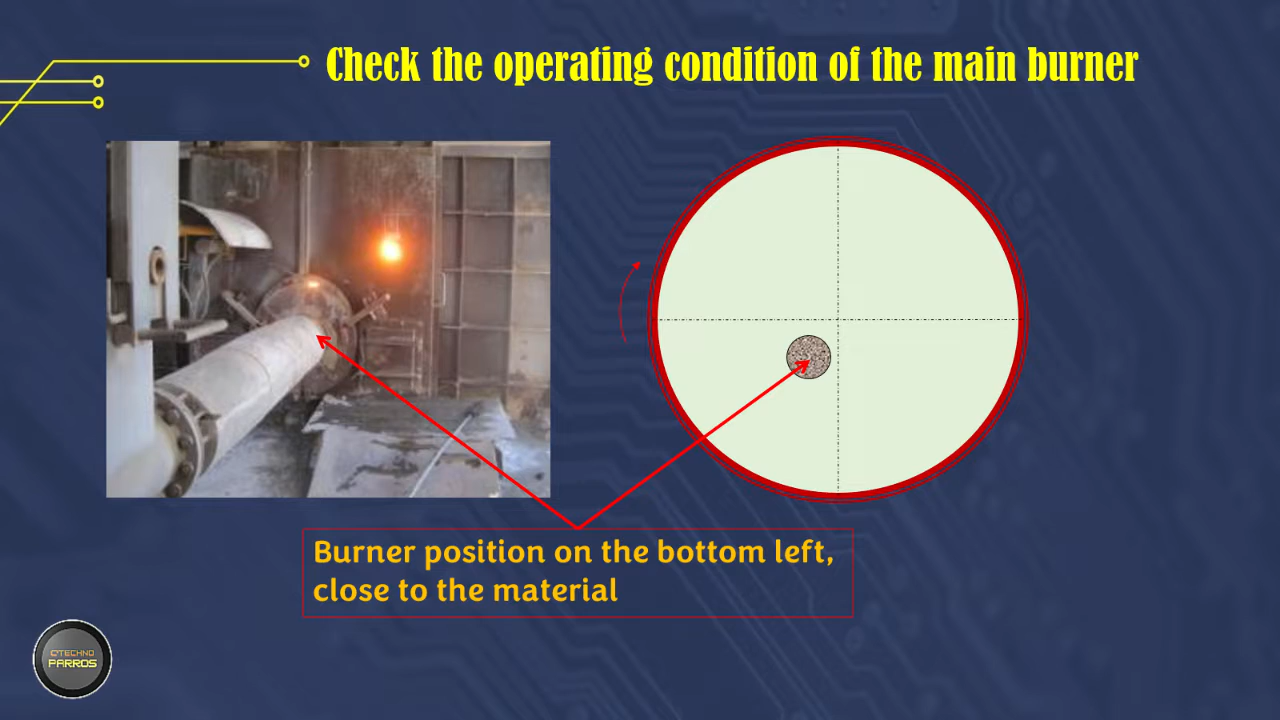 Check the operating condition of the main burner
Burner position on the bottom left,
close to the material
C'TECHNO
PARROS